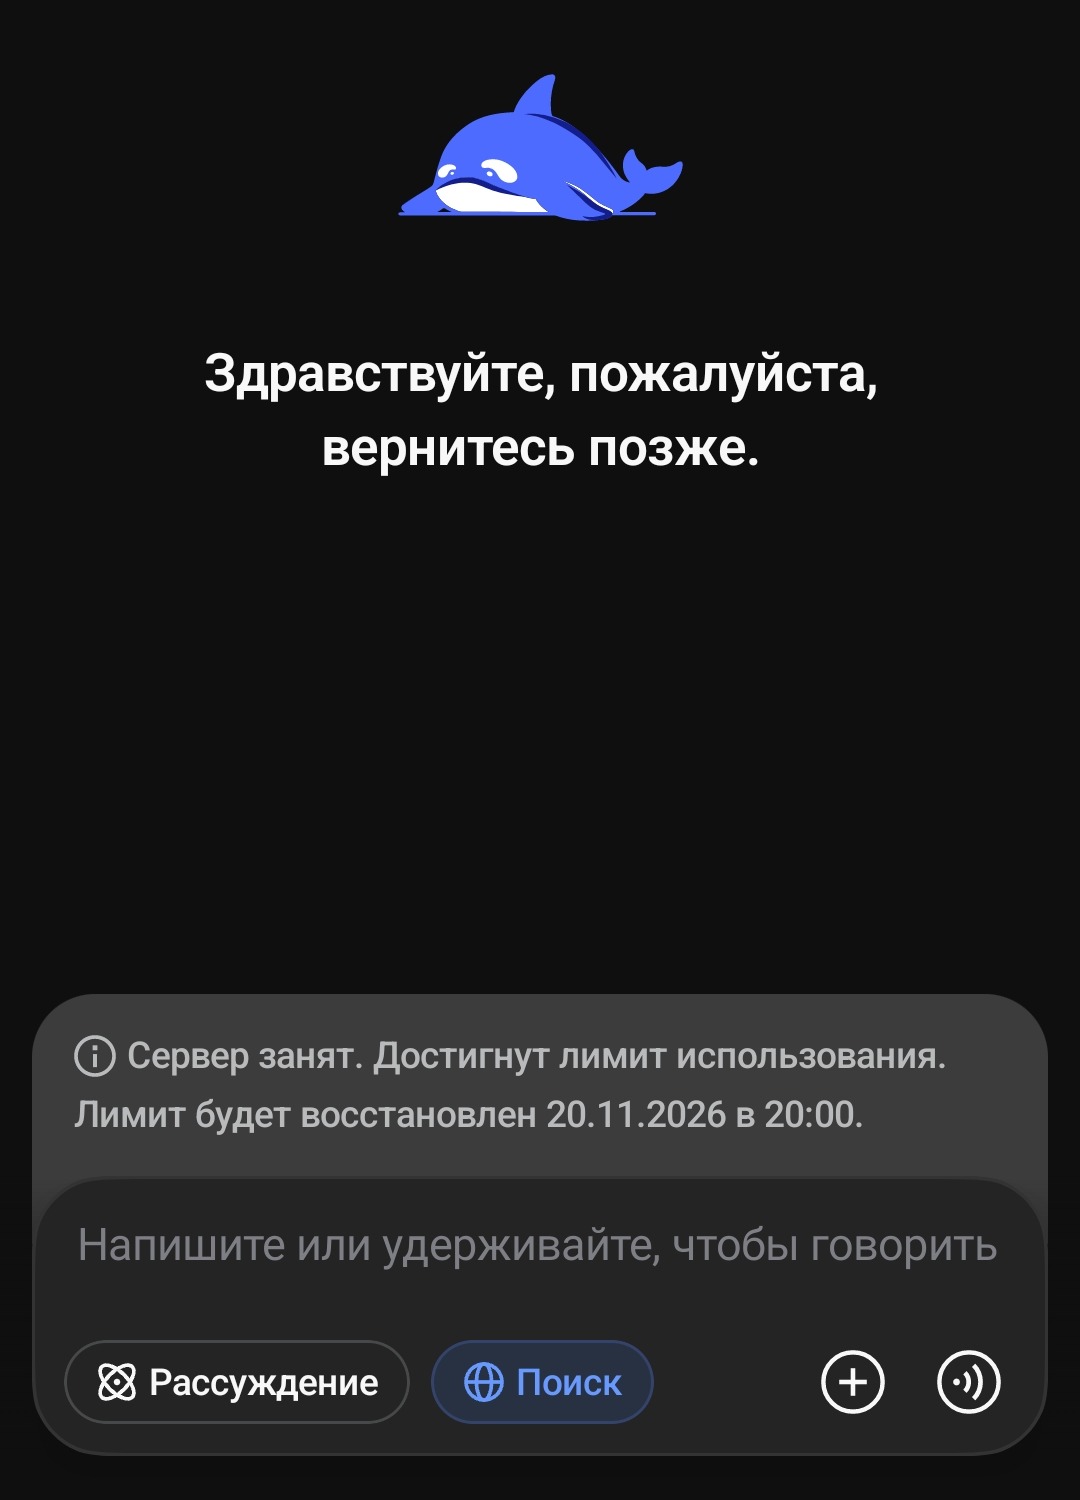 Здравствуйте, пожалуйста,
вернитесь позже.
Сервер занят. Достигнут лимит использования.
Лимит будет восстановлен 20.11.2026 в 20:00.
Напишите или удерживайте, чтобы говорить
Рассуждение Поиск